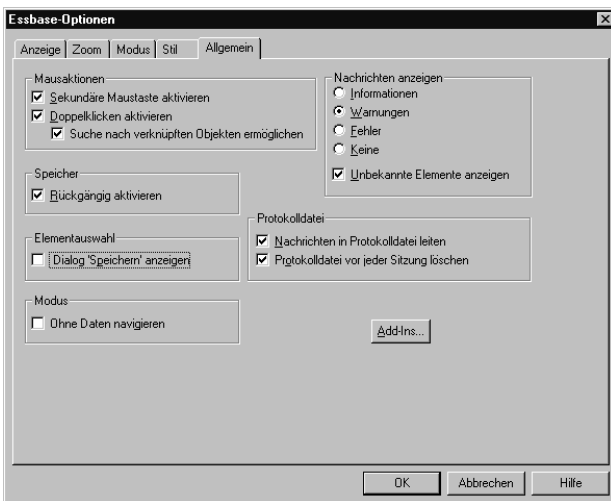 Essbase-Optionen
Anzeige Zoom Modus Stil Allgemein
Mausaktionen
Sekundäre Maustaste aktivieren
Doppelklicken aktivieren
Suche nach verknüpften Objekten ermöglichen
Nachrichten anzeigen
Informationen
Warnungen
Fehler
Keine
Unbekannte Elemente anzeigen
Speicher
Rückgängig aktivieren
Protokolldatei
Nachrichten in Protokolldatei leiten
Protokolldatei vor jeder Sitzung löschen
Elementauswahl
Dialog 'Speichern' anzeigen
Modus
Ohne Daten navigieren
Add-Ins...
OK Abbrechen Hilfe